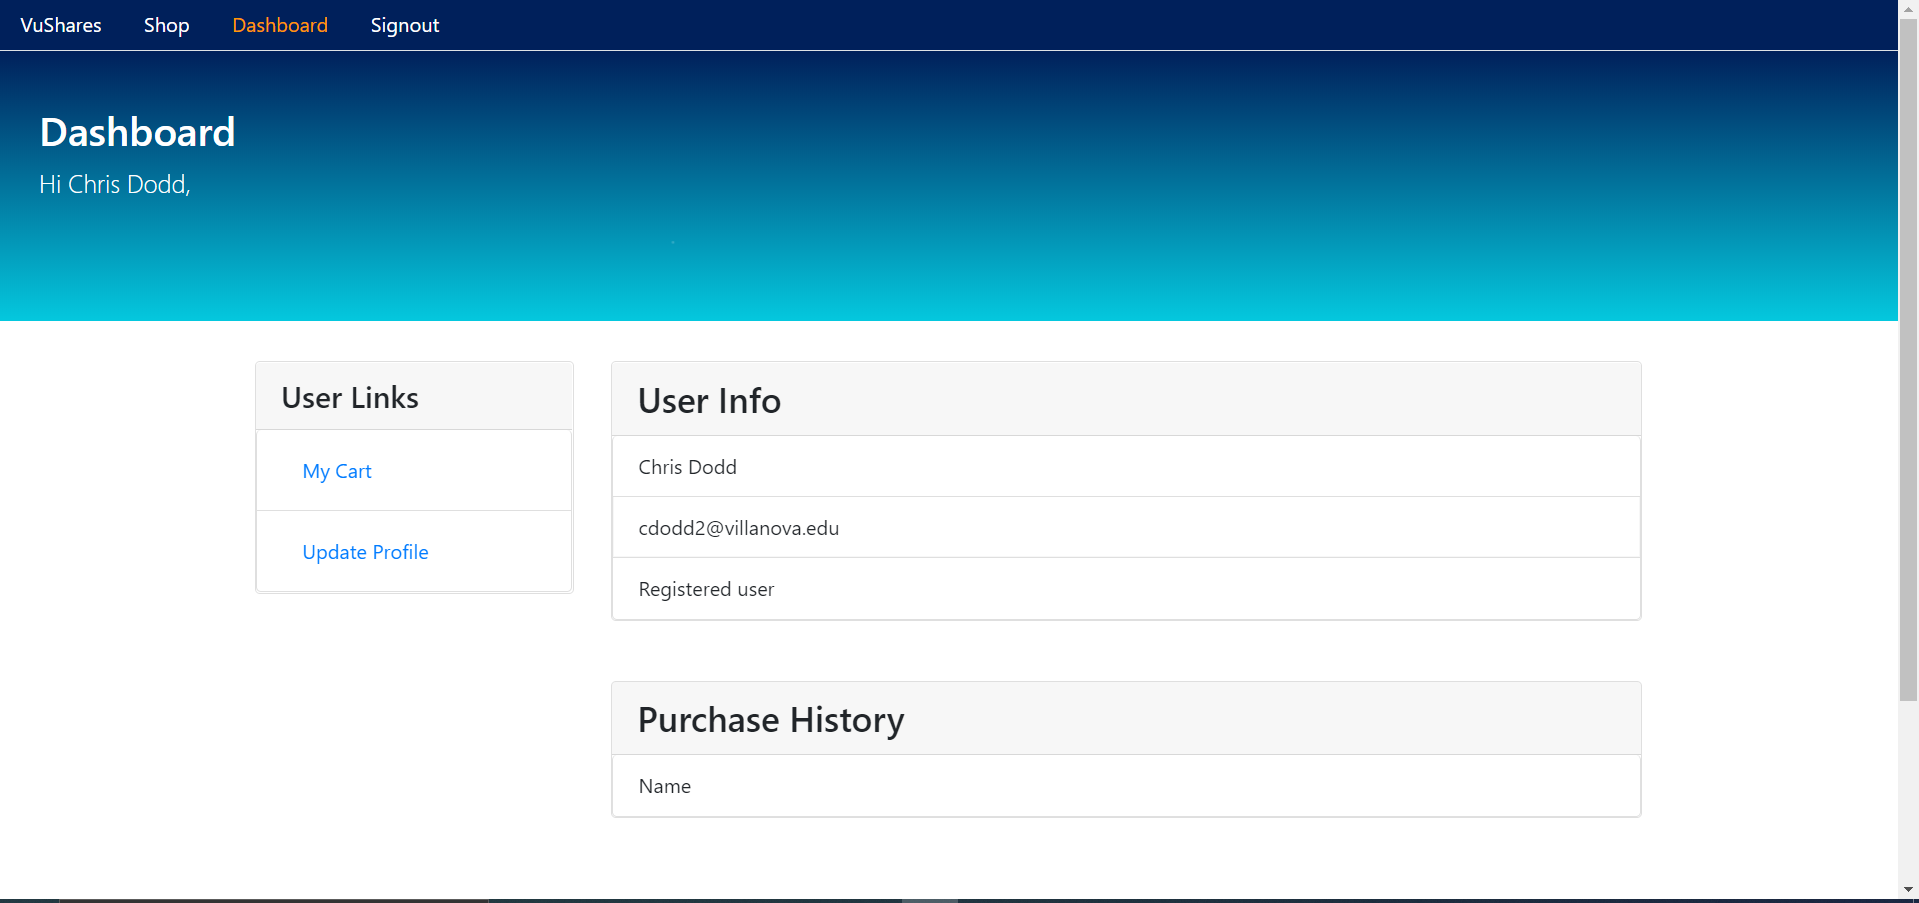 VuShares Shop Dashboard Signout
Dashboard
Hi Chris Dodd,
User Links
My Cart
Update Profile
User Info
Chris Dodd
cdodd2@villanova.edu
Registered user
Purchase History
Name